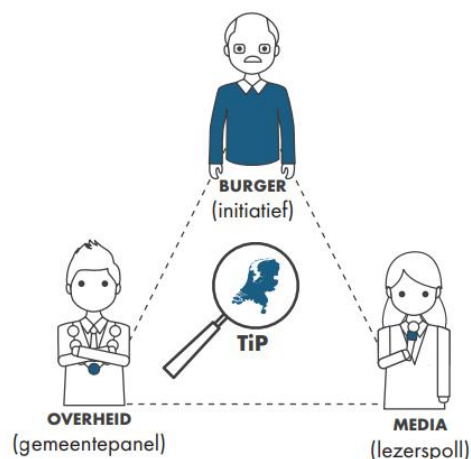 BURGER
(initiatief)
TiP
OVERHEID
(gemeentepanel)
MEDIA
(lezerspoll)